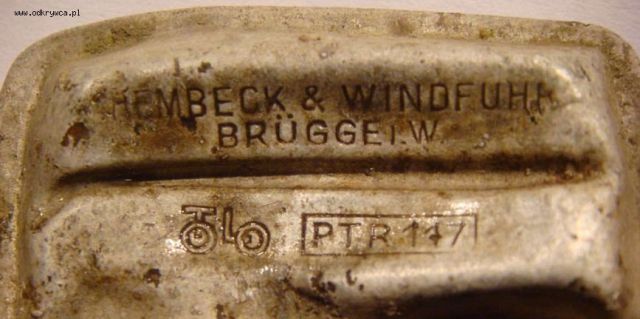 www.odkrywca.pl
HEMBECK & WINDFUHR
BRÜGGE i.W.
PTR 147